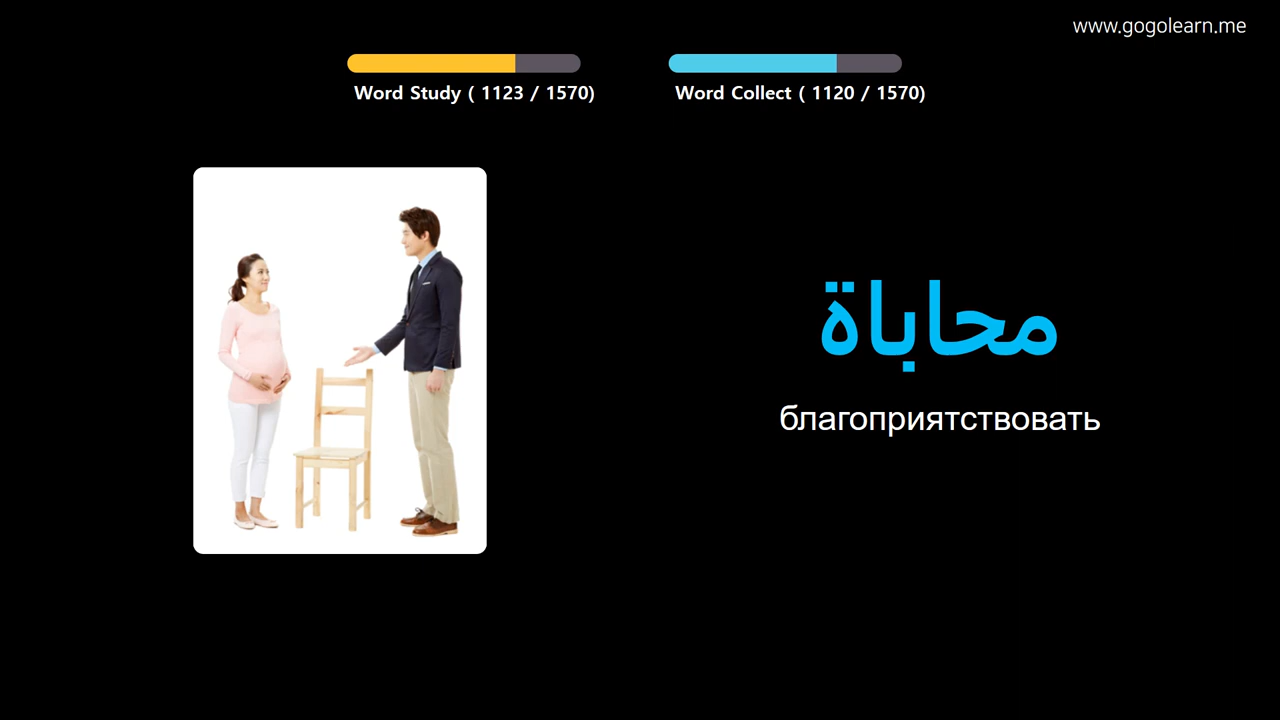 www.gogolearn.me
Word Study ( 1123 / 1570)
Word Collect ( 1120 / 1570)
محاباة
благоприятствовать